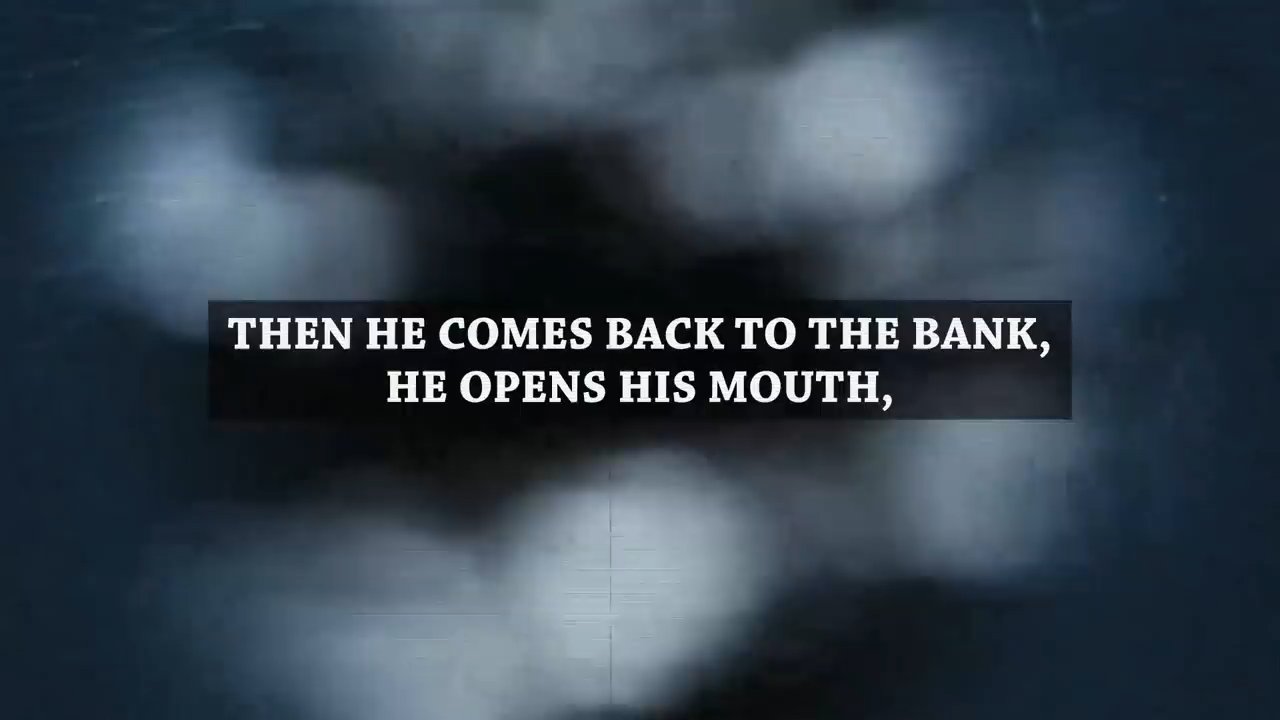 THEN HE COMES BACK TO THE BANK,
HE OPENS HIS MOUTH,